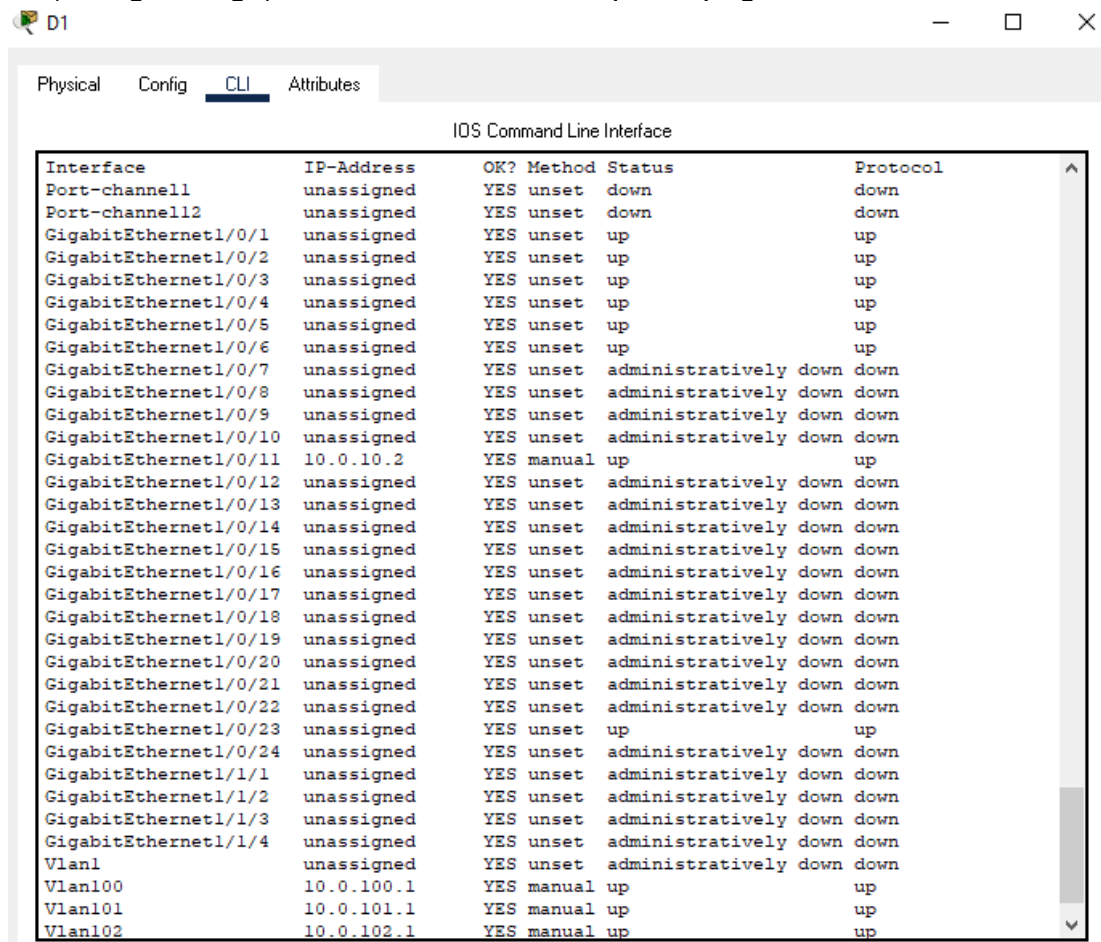 D1
Physical Config CLI Attributes
IOS Command Line Interface
Interface IP-Address OK? Method Status Protocol
Port-channel1 unassigned YES unset down down
Port-channel12 unassigned YES unset down down
GigabitEthernet1/0/1 unassigned YES unset up up
GigabitEthernet1/0/2 unassigned YES unset up up
GigabitEthernet1/0/3 unassigned YES unset up up
GigabitEthernet1/0/4 unassigned YES unset up up
GigabitEthernet1/0/5 unassigned YES unset up up
GigabitEthernet1/0/6 unassigned YES unset up up
GigabitEthernet1/0/7 unassigned YES unset administratively down down
GigabitEthernet1/0/8 unassigned YES unset administratively down down
GigabitEthernet1/0/9 unassigned YES unset administratively down down
GigabitEthernet1/0/10 unassigned YES unset administratively down down
GigabitEthernet1/0/11 10.0.10.2 YES manual up up
GigabitEthernet1/0/12 unassigned YES unset administratively down down
GigabitEthernet1/0/13 unassigned YES unset administratively down down
GigabitEthernet1/0/14 unassigned YES unset administratively down down
GigabitEthernet1/0/15 unassigned YES unset administratively down down
GigabitEthernet1/0/16 unassigned YES unset administratively down down
GigabitEthernet1/0/17 unassigned YES unset administratively down down
GigabitEthernet1/0/18 unassigned YES unset administratively down down
GigabitEthernet1/0/19 unassigned YES unset administratively down down
GigabitEthernet1/0/20 unassigned YES unset administratively down down
GigabitEthernet1/0/21 unassigned YES unset administratively down down
GigabitEthernet1/0/22 unassigned YES unset administratively down down
GigabitEthernet1/0/23 unassigned YES unset up up
GigabitEthernet1/0/24 unassigned YES unset administratively down down
GigabitEthernet1/1/1 unassigned YES unset administratively down down
GigabitEthernet1/1/2 unassigned YES unset administratively down down
GigabitEthernet1/1/3 unassigned YES unset administratively down down
GigabitEthernet1/1/4 unassigned YES unset administratively down down
Vlan1 unassigned YES unset administratively down down
Vlan100 10.0.100.1 YES manual up up
Vlan101 10.0.101.1 YES manual up up
Vlan102 10.0.102.1 YES manual up up